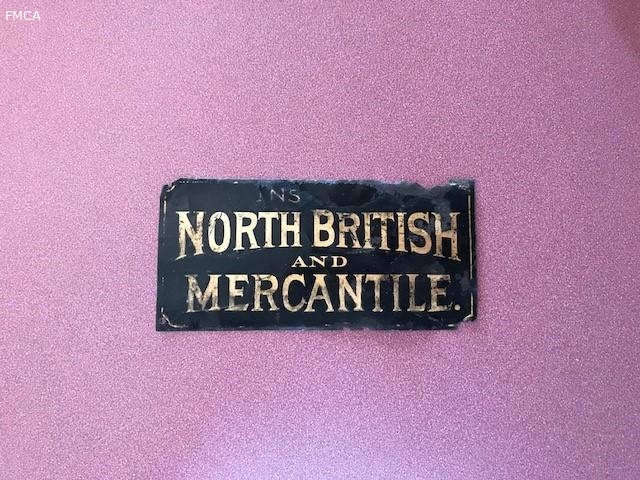 FMCA
INS
NORTH BRITISH
AND
MERCANTILE.